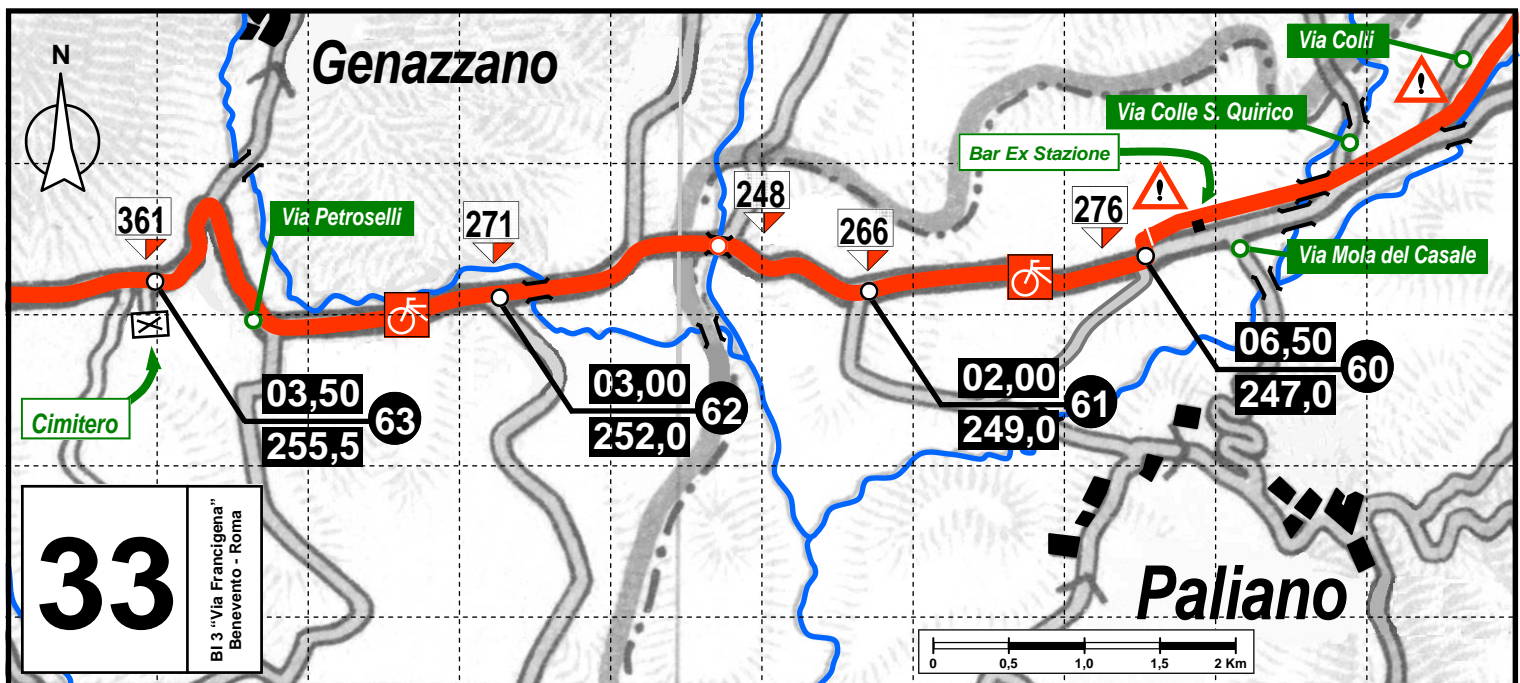 N
Genazzano
Via Colli
Via Colle S. Quirico
Bar Ex Stazione
361
Via Petroselli
271
248
266
276
Via Mola del Casale
Cimitero
03,50
63
255,5
03,00
62
252,0
02,00
61
249,0
06,50
60
247,0
33
BI 3 "Via Francigena"
Benevento - Roma
Paliano
0 0,5 1,0 1,5 2 Km